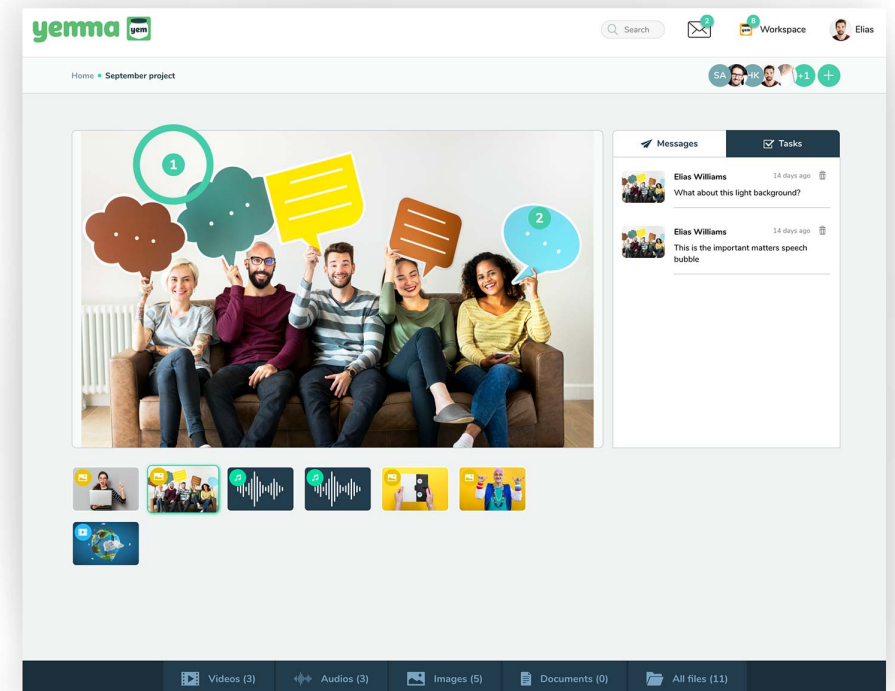 yemma yem
Search
2
8
Workspace
Elias
Home • September project
SA
HK
+1
1
2
Messages
Tasks
Elias Williams
14 days ago
What about this light background?
Elias Williams
14 days ago
This is the important matters speech
bubble
Videos (3)
Audios (3)
Images (5)
Documents (0)
All files (11)